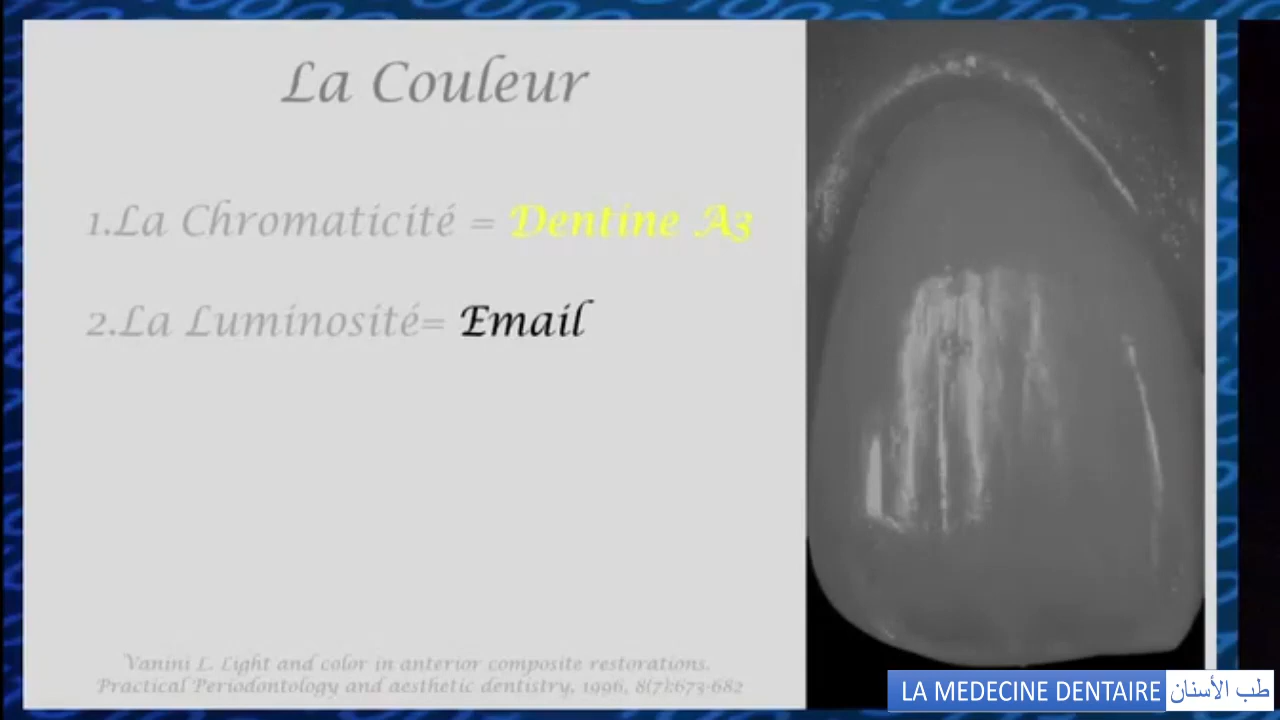 La Couleur
1.La Chromaticité = Dentine A3
2.La Luminosité= Email
Vanini L. Light and color in anterior composite restorations.
Practical Periodontology and aesthetic dentistry, 1996, 8(7):673-682
LA MEDECINE DENTAIRE طب الأسنان